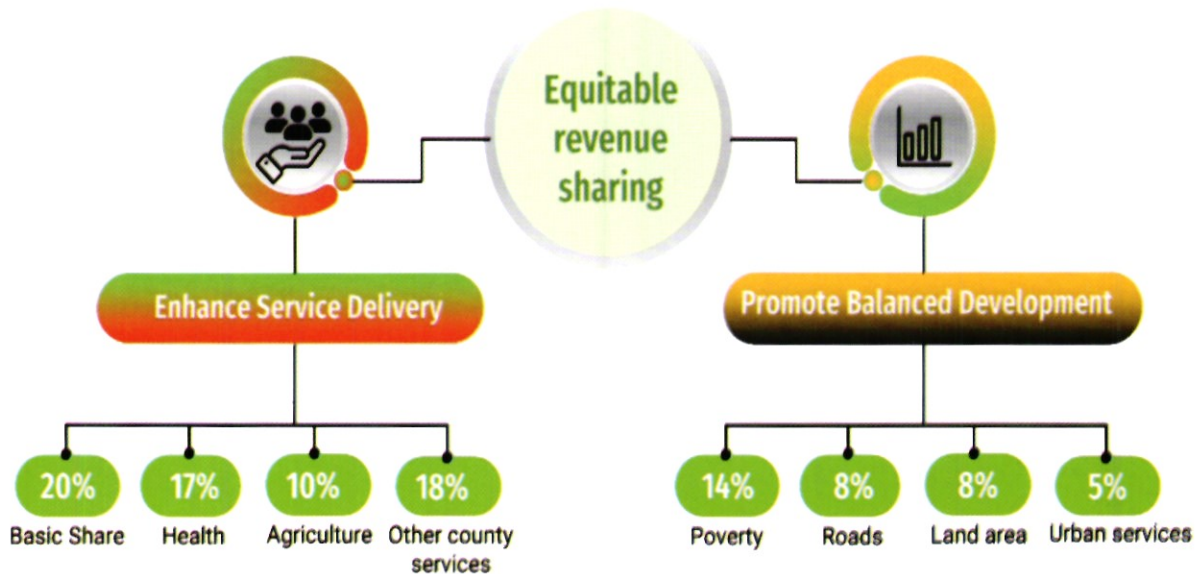 Equitable
revenue
sharing
Enhance Service Delivery
Promote Balanced Development
20%
17%
10%
18%
Basic Share
Health
Agriculture
Other county
services
14%
8%
8%
5%
Poverty
Roads
Land area
Urban services